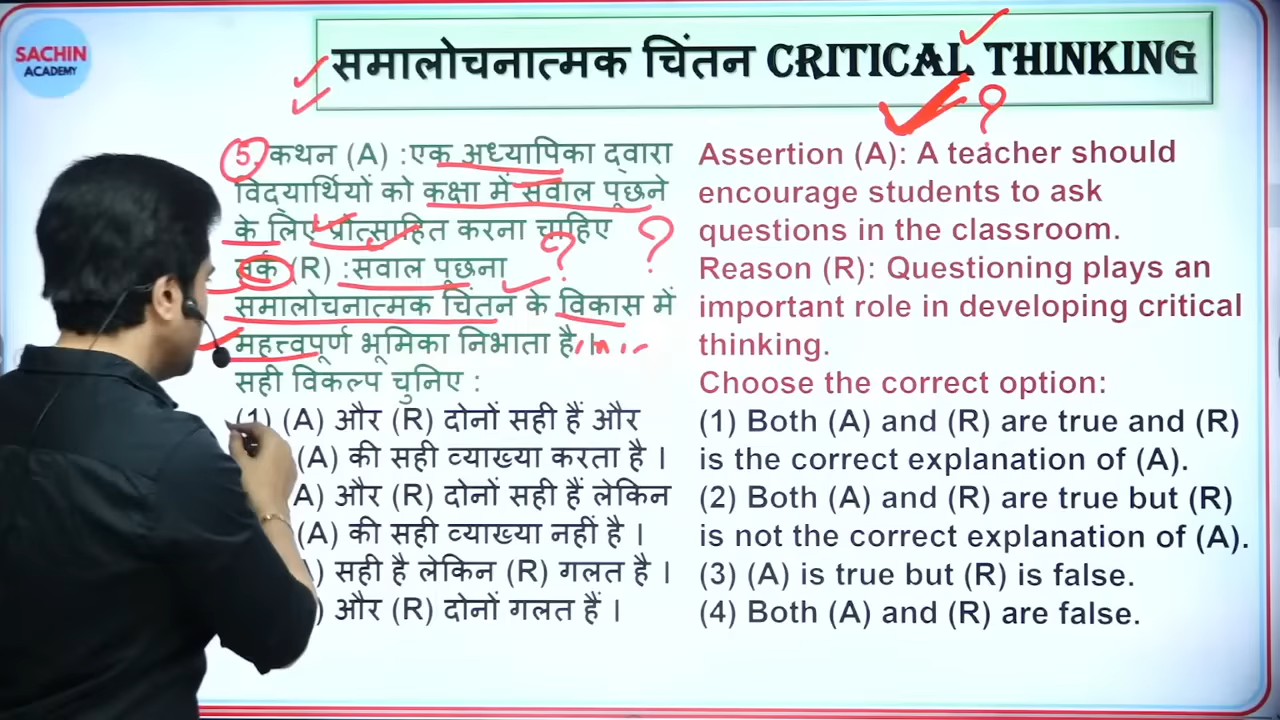 SACHIN
ACADEMY
समालोचनात्मक चिंतन CRITICAL THINKING
5. कथन (A) :एक अध्यापिका द्वारा
विद्यार्थियों को कक्षा में सवाल पूछने
के लिए प्रोत्साहित करना चाहिए
तर्क (R) :सवाल पूछना
समालोचनात्मक चिंतन के विकास में
महत्त्वपूर्ण भूमिका निभाता है
सही विकल्प चुनिए :
(1) (A) और (R) दोनों सही हैं और
(A) की सही व्याख्या करता है ।
A) और (R) दोनों सही हैं लेकिन
(A) की सही व्याख्या नहीं है ।
) सही है लेकिन (R) गलत है ।
) और (R) दोनों गलत हैं ।
Assertion (A): A teacher should
encourage students to ask
questions in the classroom.
Reason (R): Questioning plays an
important role in developing critical
thinking.
Choose the correct option:
(1) Both (A) and (R) are true and (R)
is the correct explanation of (A).
(2) Both (A) and (R) are true but (R)
is not the correct explanation of (A).
(3) (A) is true but (R) is false.
(4) Both (A) and (R) are false.